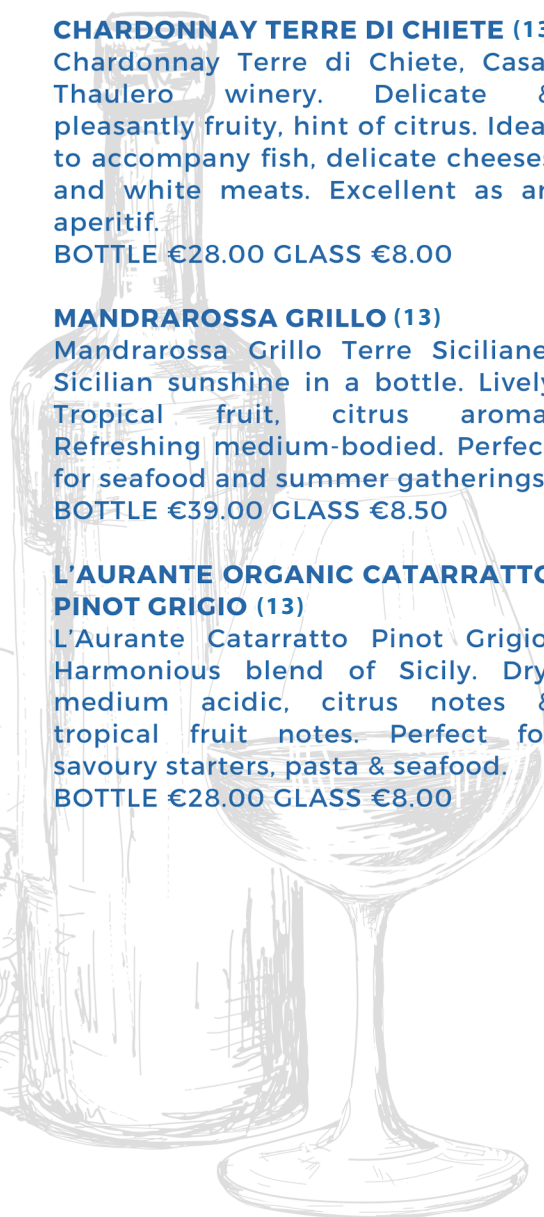 CHARDONNAY TERRE DI CHIETE (13
Chardonnay Terre di Chiete, Casa
Thaulero winery. Delicate &
pleasantly fruity, hint of citrus. Idea
to accompany fish, delicate cheese
and white meats. Excellent as an
aperitif.
BOTTLE €28.00 GLASS €8.00
MANDRAROSSA GRILLO (13)
Mandrarossa Grillo Terre Siciliane
Sicilian sunshine in a bottle. Lively
Tropical fruit, citrus aroma
Refreshing medium-bodied. Perfec
for seafood and summer gatherings
BOTTLE €39.00 GLASS €8.50
L’AURANTE ORGANIC CATARRATTO
PINOT GRIGIO (13)
L’Aurante Catarratto Pinot Grigio
Harmonious blend of Sicily. Dry
medium acidic, citrus notes &
tropical fruit notes. Perfect fo
savoury starters, pasta & seafood.
BOTTLE €28.00 GLASS €8.00